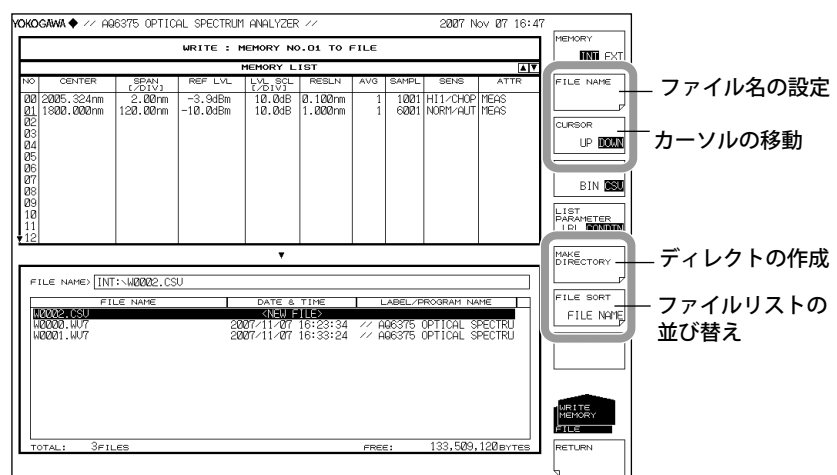 YOKOGAWA ◆ // AQ6375 OPTICAL SPECTRUM ANALYZER // 2007 Nov 07 16:47
WRITE : MEMORY NO.01 TO FILE
MEMORY LIST ▲ ▼
NO CENTER SPAN [/DIV] REF LVL LVL SCL [/DIV] RESLN AVG SAMPL SENS ATTR
00 2005.324nm 2.00nm -3.9dBm 10.0dB 0.100nm 1 1001 HI1/CHOP MEAS
01 1800.000nm 120.00nm -10.0dBm 10.0dB 1.000nm 1 6001 NORM/AUT MEAS
02
03
04
05
06
07
08
09
10
11
▼12
▼
FILE NAME> INT:\W0002.CSV
FILE NAME DATE & TIME LABEL/PROGRAM NAME
W0002.CSV <NEW FILE>
W0000.WV7 2007/11/07 16:23:34 // AQ6375 OPTICAL SPECTRU
W0001.WV7 2007/11/07 16:33:24 // AQ6375 OPTICAL SPECTRU
TOTAL: 3FILES FREE: 133,509,120BYTES
MEMORY
INT EXT
FILE NAME
ファイル名の設定
CURSOR
UP DOWN
カーソルの移動
BIN CSV
LIST
PARAMETER
LBL CONDTN
MAKE
DIRECTORY
ディレクトの作成
FILE SORT
FILE NAME
ファイルリストの
並び替え
WRITE
MEMORY
FILE
RETURN